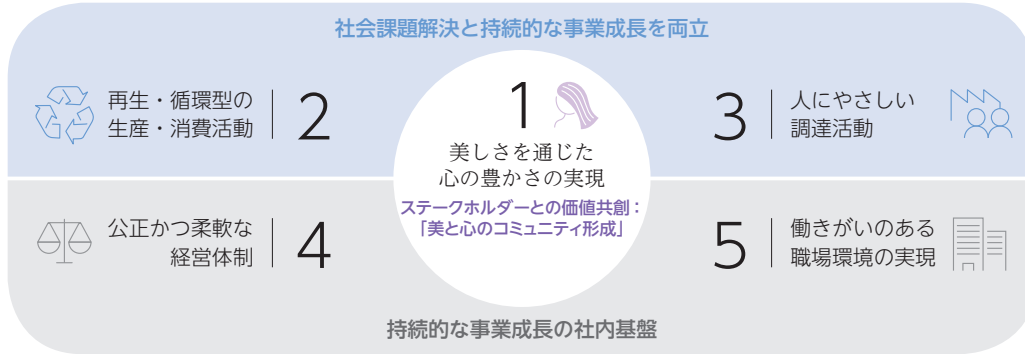 社会課題解決と持続的な事業成長を両立
再生・循環型の
生産・消費活動
2
1
美しさを通じた
心の豊かさの実現
ステークホルダーとの価値共創：
「美と心のコミュニティ形成」
3
人にやさしい
調達活動
公正かつ柔軟な
経営体制
4
5
働きがいのある
職場環境の実現
持続的な事業成長の社内基盤